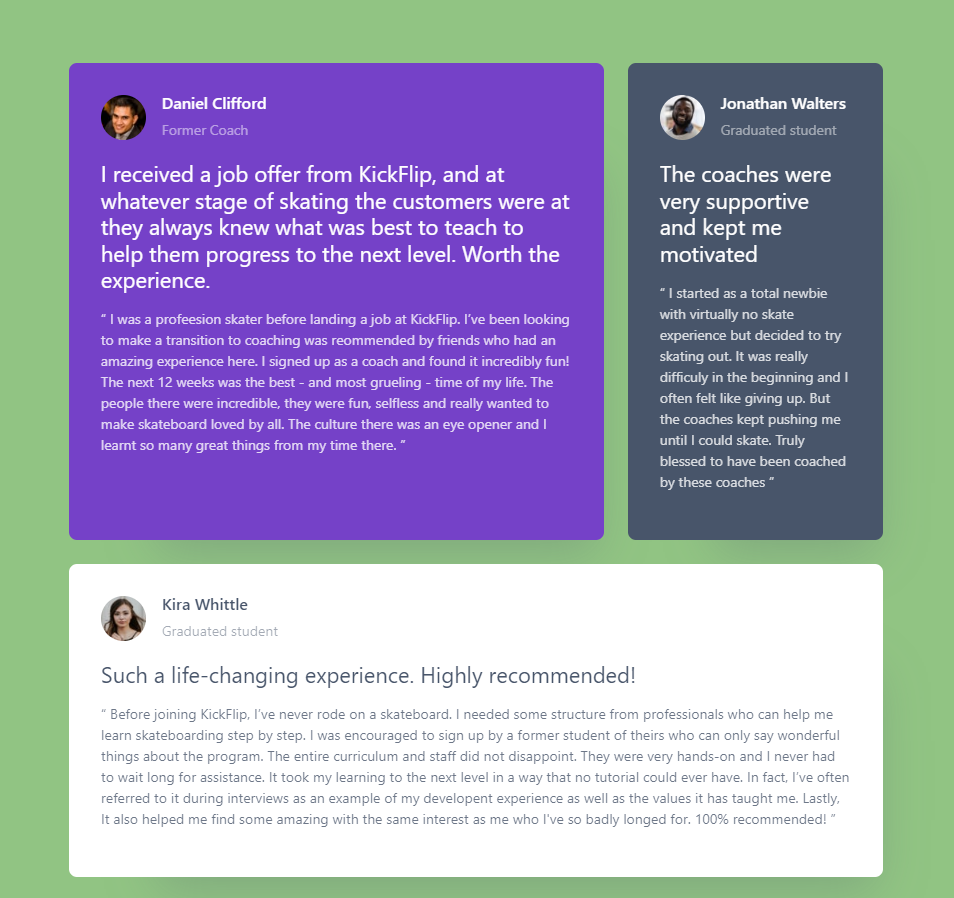 Daniel Clifford
Former Coach
I received a job offer from KickFlip, and at
whatever stage of skating the customers were at
they always knew what was best to teach to
help them progress to the next level. Worth the
experience.
“ I was a profeesion skater before landing a job at KickFlip. I’ve been looking
to make a transition to coaching was reommended by friends who had an
amazing experience here. I signed up as a coach and found it incredibly fun!
The next 12 weeks was the best - and most grueling - time of my life. The
people there were incredible, they were fun, selfless and really wanted to
make skateboard loved by all. The culture there was an eye opener and I
learnt so many great things from my time there. ”
Jonathan Walters
Graduated student
The coaches were
very supportive
and kept me
motivated
“ I started as a total newbie
with virtually no skate
experience but decided to try
skating out. It was really
difficuly in the beginning and I
often felt like giving up. But
the coaches kept pushing me
until I could skate. Truly
blessed to have been coached
by these coaches ”
Kira Whittle
Graduated student
Such a life-changing experience. Highly recommended!
“ Before joining KickFlip, I’ve never rode on a skateboard. I needed some structure from professionals who can help me
learn skateboarding step by step. I was encouraged to sign up by a former student of theirs who can only say wonderful
things about the program. The entire curriculum and staff did not disappoint. They were very hands-on and I never had
to wait long for assistance. It took my learning to the next level in a way that no tutorial could ever have. In fact, I’ve often
referred to it during interviews as an example of my developent experience as well as the values it has taught me. Lastly,
It also helped me find some amazing with the same interest as me who I've so badly longed for. 100% recommended! ”